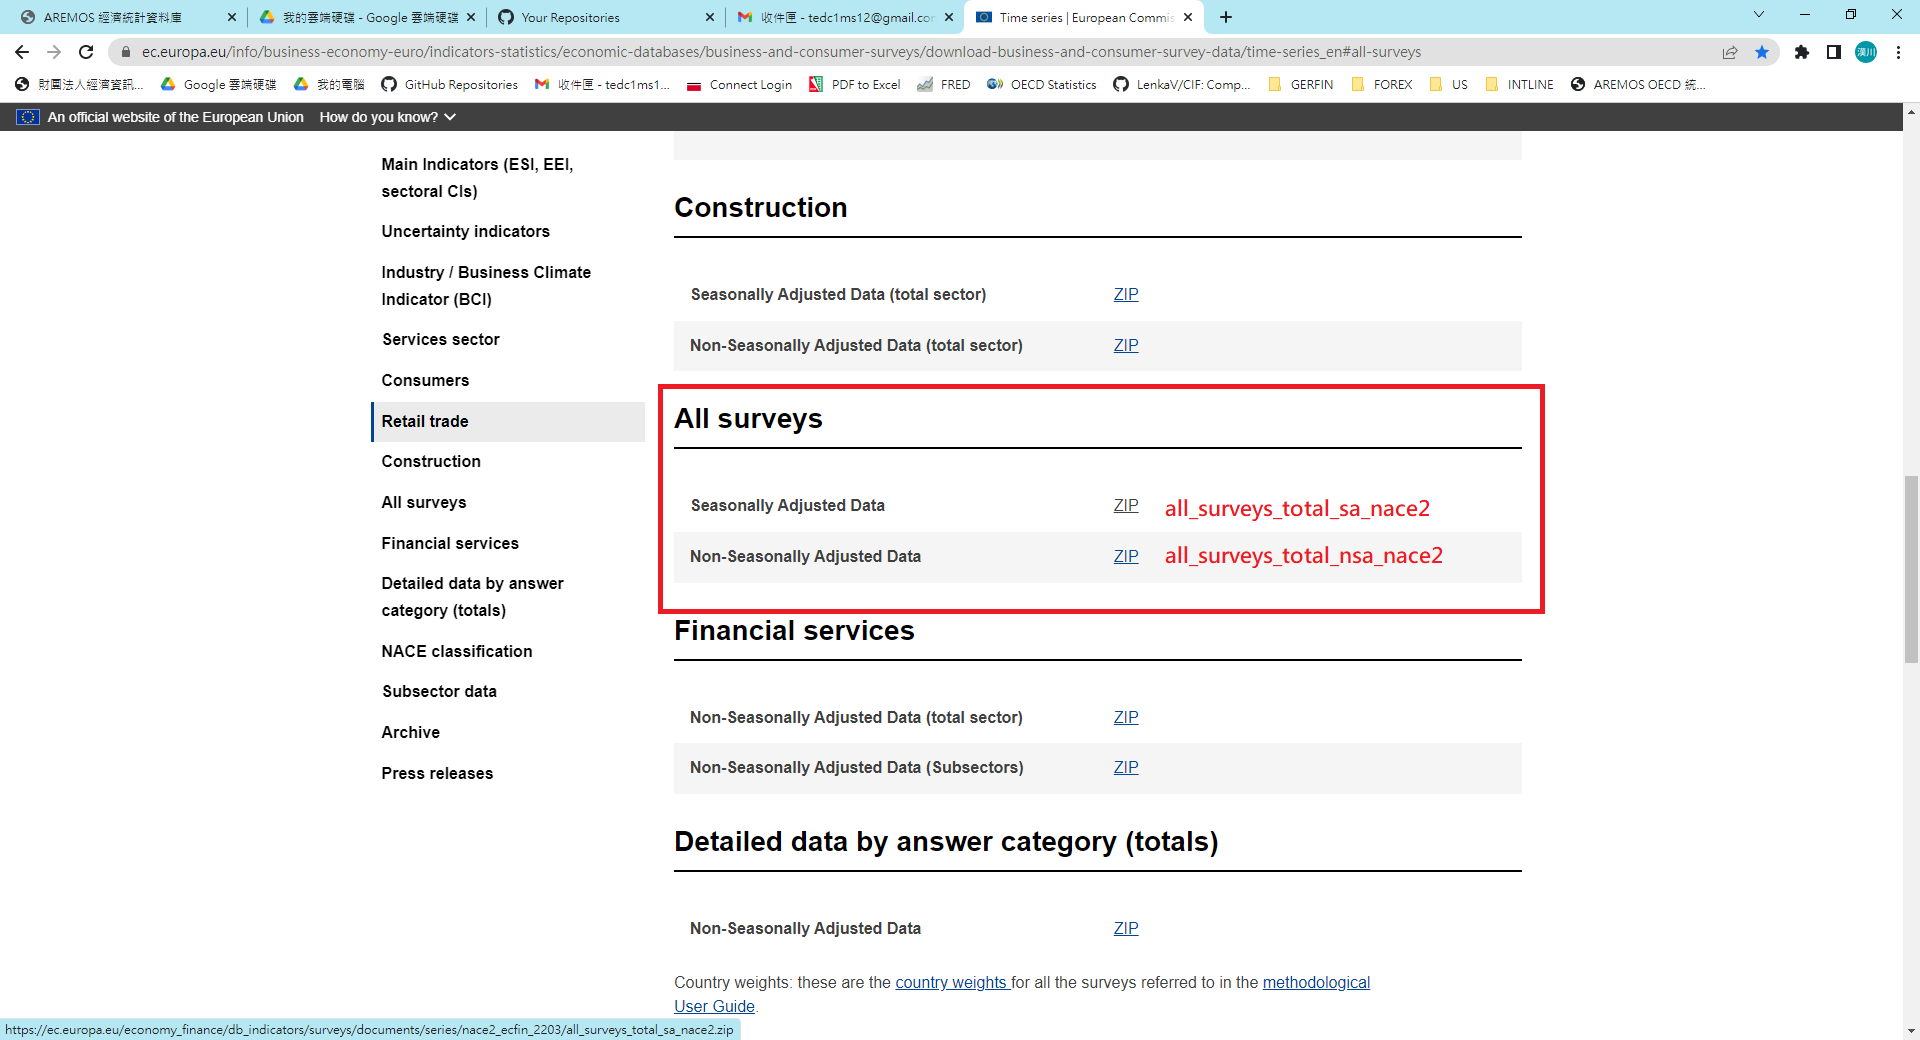 AREMOS 經濟統計資料庫
我的雲端硬碟 - Google 雲端硬碟
Your Repositories
收件匣 - tedc1ms12@gmail.cor
Time series | European Commis
ec.europa.eu/info/business-economy-euro/indicators-statistics/economic-databases/business-and-consumer-surveys/download-business-and-consumer-survey-data/time-series_en#all-surveys
財團法人經濟資訊...
Google 雲端硬碟
我的電腦
GitHub Repositories
收件匣 - tedc1ms1...
Connect Login
PDF to Excel
FRED
OECD Statistics
LenkaV/CIF: Comp...
GERFIN
FOREX
US
INTLINE
AREMOS OECD 統...
An official website of the European Union
How do you know?
Main Indicators (ESI, EEI,
sectoral CIs)
Uncertainty indicators
Industry / Business Climate
Indicator (BCI)
Services sector
Consumers
Retail trade
Construction
All surveys
Financial services
Detailed data by answer
category (totals)
NACE classification
Subsector data
Archive
Press releases
Construction
Seasonally Adjusted Data (total sector)
ZIP
Non-Seasonally Adjusted Data (total sector)
ZIP
All surveys
Seasonally Adjusted Data
ZIP
all_surveys_total_sa_nace2
Non-Seasonally Adjusted Data
ZIP
all_surveys_total_nsa_nace2
Financial services
Non-Seasonally Adjusted Data (total sector)
ZIP
Non-Seasonally Adjusted Data (Subsectors)
ZIP
Detailed data by answer category (totals)
Non-Seasonally Adjusted Data
ZIP
Country weights: these are the country weights for all the surveys referred to in the methodological
User Guide.
https://ec.europa.eu/economy_finance/db_indicators/surveys/documents/series/nace2_ecfin_2203/all_surveys_total_sa_nace2.zip